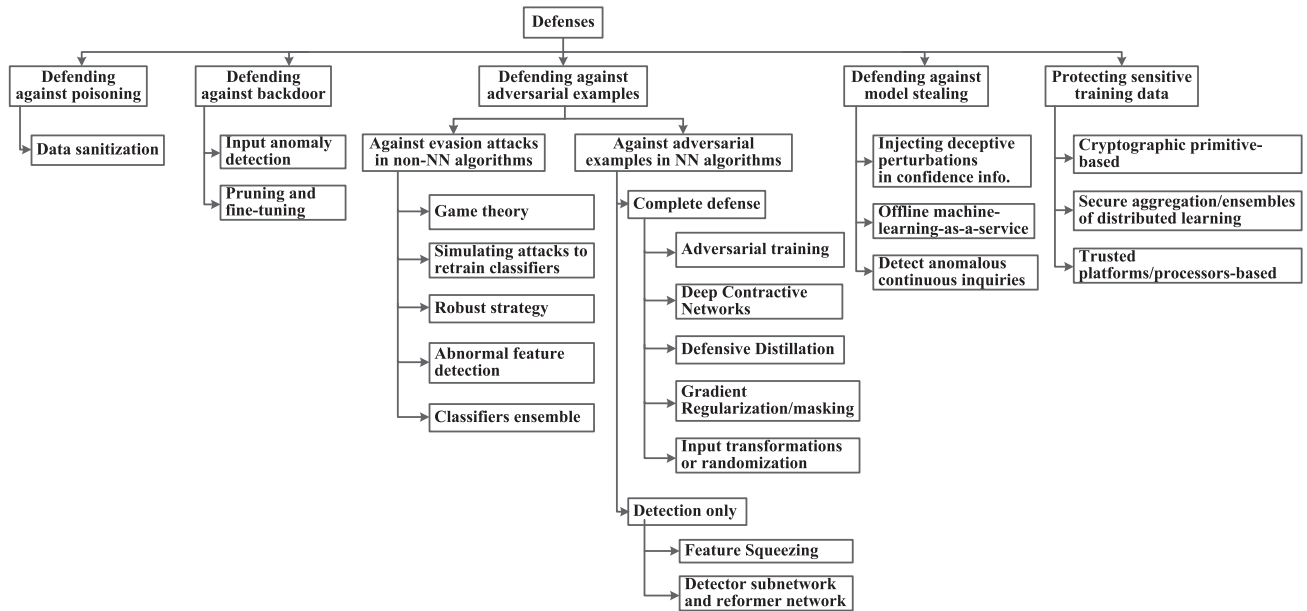 Defenses
Defending
against poisoning
Data sanitization
Defending
against backdoor
Input anomaly
detection
Pruning and
fine-tuning
Defending against
adversarial examples
Against evasion attacks
in non-NN algorithms
Game theory
Simulating attacks to
retrain classifiers
Robust strategy
Abnormal feature
detection
Classifiers ensemble
Against adversarial
examples in NN algorithms
Complete defense
Adversarial training
Deep Contractive
Networks
Defensive Distillation
Gradient
Regularization/masking
Input transformations
or randomization
Detection only
Feature Squeezing
Detector subnetwork
and reformer network
Defending against
model stealing
Injecting deceptive
perturbations
in confidence info.
Offline machine-
learning-as-a-service
Detect anomalous
continuous inquiries
Protecting sensitive
training data
Cryptographic primitive-
based
Secure aggregation/ensembles
of distributed learning
Trusted
platforms/processors-based